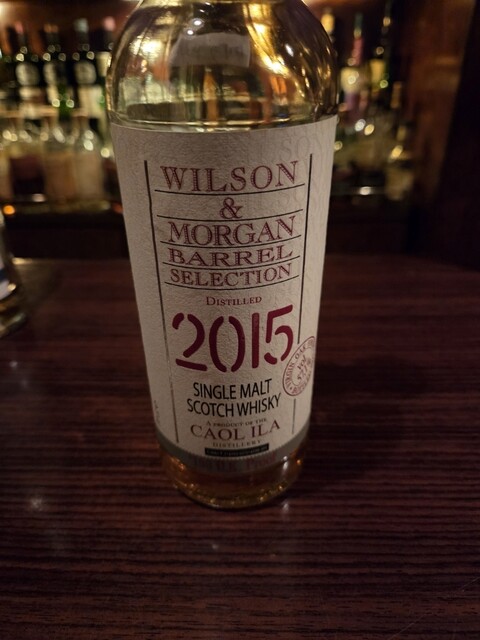 WILSON
&
MORGAN
BARREL
SELECTION
DISTILLED
2015
SINGLE MALT
SCOTCH WHISKY
A PRODUCT OF THE
CAOL ILA
DISTILLERY